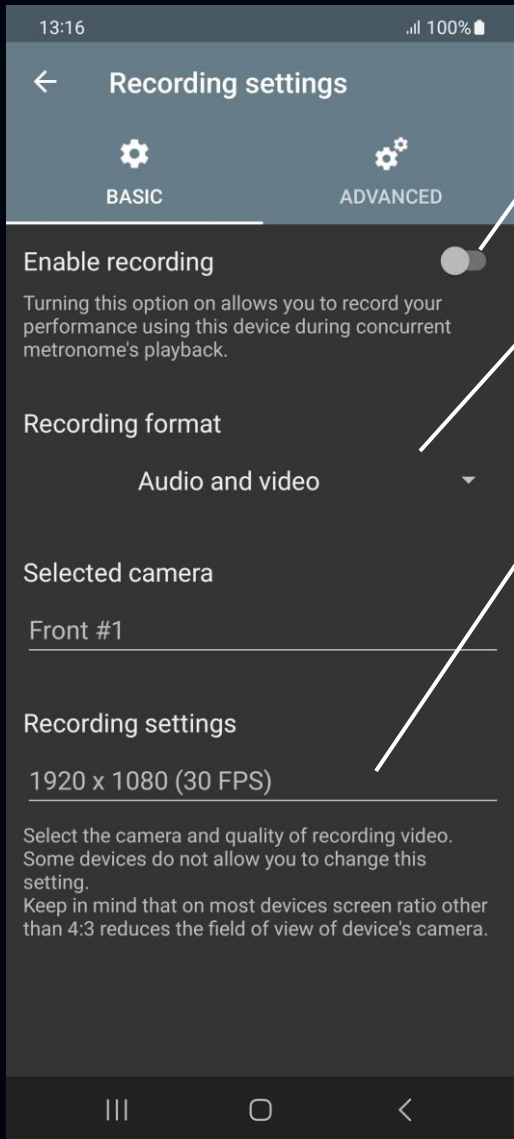 13:16 100%
Recording settings
BASIC ADVANCED
Enable recording
Turning this option on allows you to record your
performance using this device during concurrent
metronome's playback.
Recording format
Audio and video
Selected camera
Front #1
Recording settings
1920 x 1080 (30 FPS)
Select the camera and quality of recording video.
Some devices do not allow you to change this
setting.
Keep in mind that on most devices screen ratio other
than 4:3 reduces the field of view of device's camera.